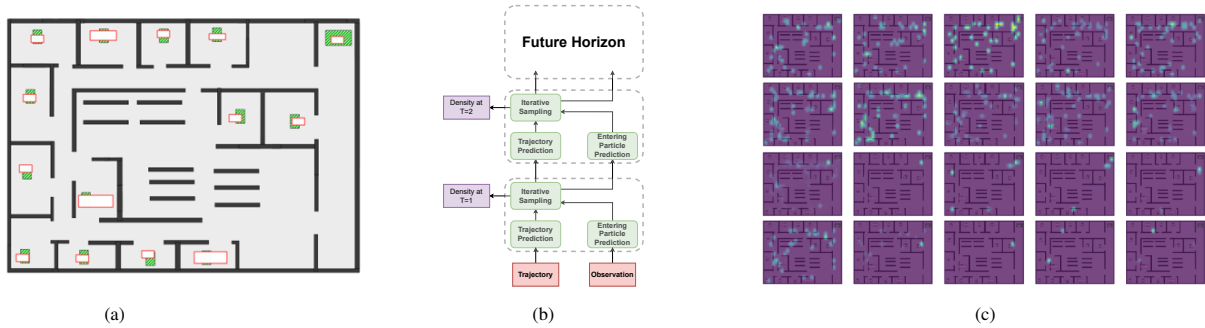 Future Horizon
Density at
T=2
Iterative
Sampling
Trajectory
Prediction
Entering
Particle
Prediction
Density at
T=1
Iterative
Sampling
Trajectory
Prediction
Entering
Particle
Prediction
Trajectory
Observation
(a)
(b)
(c)